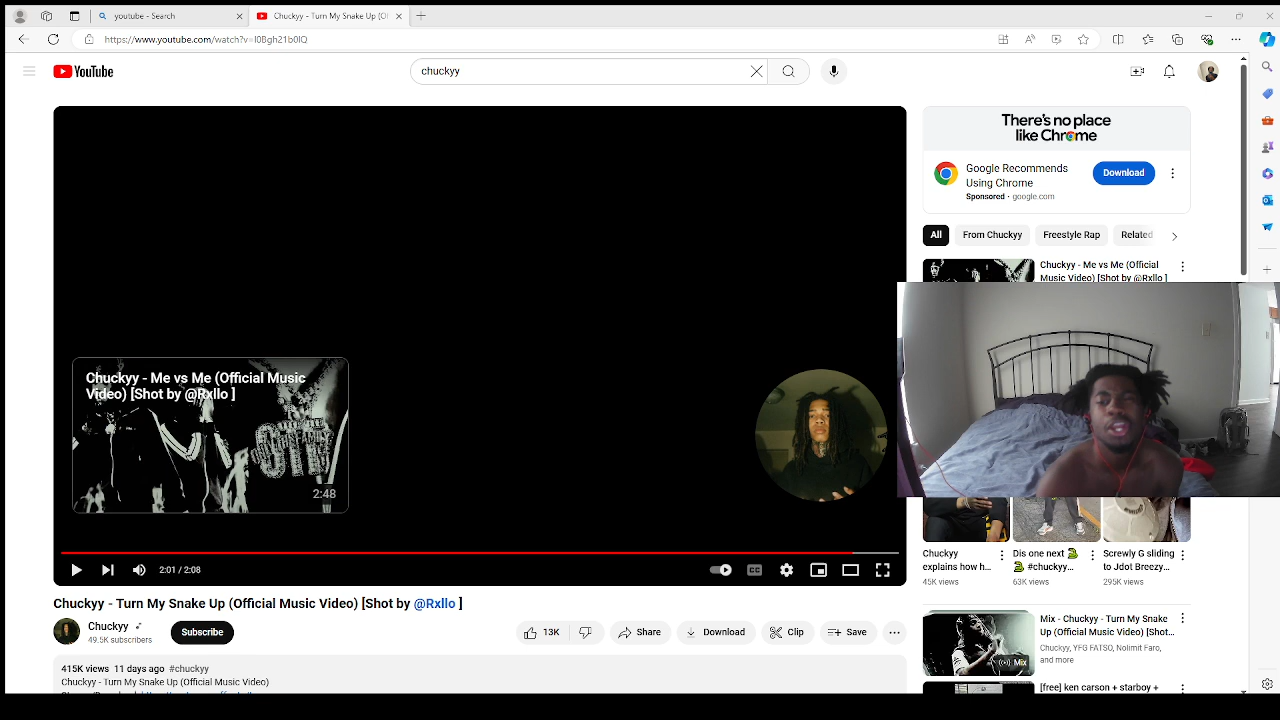 youtube - Search
Chuckyy - Turn My Snake Up (O
https://www.youtube.com/watch?v=l0Bgh21b0lQ
YouTube
chuckyy
There's no place
like Chrome
Google Recommends
Using Chrome
Sponsored · google.com
Download
All
From Chuckyy
Freestyle Rap
Related
Chuckyy - Me vs Me (Official
Music Video) [Shot by @Rxllo ]
Chuckyy - Me vs Me (Official Music
Video) [Shot by @Rxllo ]
2:48
2:01 / 2:08
CC
Chuckyy
explains how h...
45K views
Dis one next
#chuckyy...
63K views
Screwly G sliding
to Jdot Breezy...
295K views
Chuckyy - Turn My Snake Up (Official Music Video) [Shot by @Rxllo ]
Chuckyy
49.5K subscribers
Subscribe
13K
Share
Download
Clip
Save
Mix - Chuckyy - Turn My Snake
Up (Official Music Video) [Shot...
Chuckyy, YFG FATSO, Nolimit Faro,
and more
Mix
415K views 11 days ago #chuckyy
Chuckyy - Turn My Snake Up (Official Music Video)
[free] ken carson + starboy +